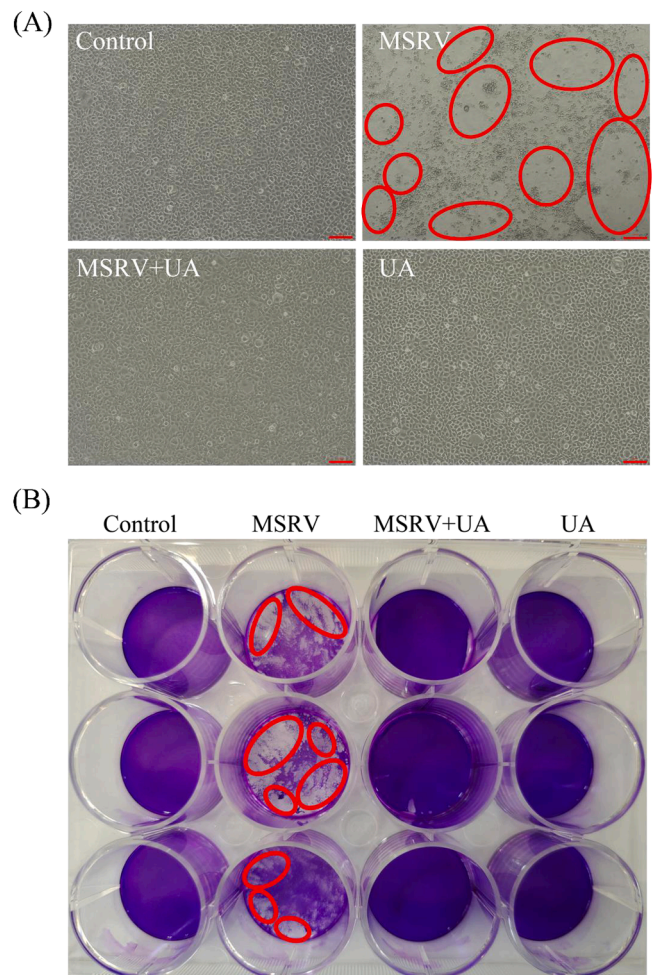 (A)
Control
MSRV
MSRV+UA
UA
(B)
Control MSRV MSRV+UA UA